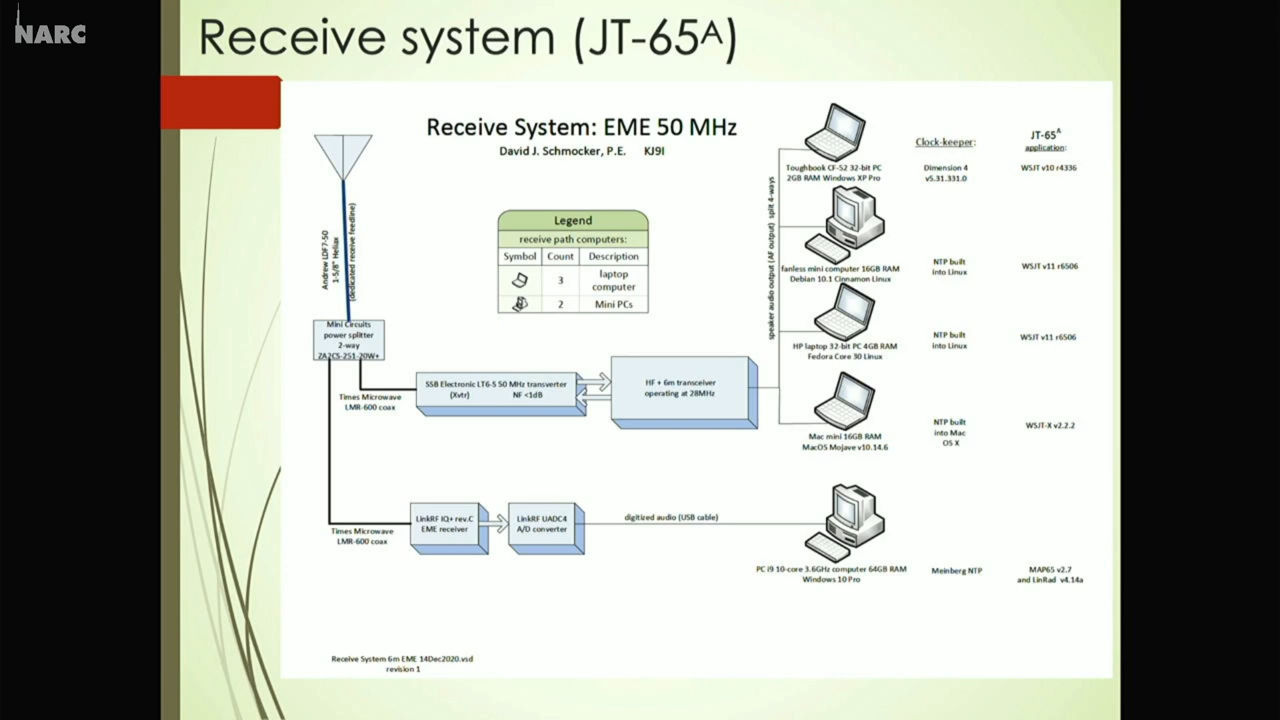 NARC
Receive system (JT-65A)
Receive System: EME 50 MHz
David J. Schmocker, P.E. KJ9I
Andrew LDF7-50
1-5/8" Heliax
(dedicated receive feedline)
Legend
receive path computers:
Symbol Count Description
3 laptop
computer
2 Mini PCs
Mini Circuits
power splitter
2-way
ZA2CS-251-20W+
Times Microwave
LMR-600 coax
SSB Electronic LT6-S 50 MHz transverter
(Xvtr) NF <1dB
HF + 6m transceiver
operating at 28MHz
speaker audio output (AF output) split 4-ways
Clock-keeper:
JT-65A
application:
Toughbook CF-52 32-bit PC
2GB RAM Windows XP Pro
Dimension 4
v5.31.331.0
WSJT v10 r4336
fanless mini computer 16GB RAM
Debian 10.1 Cinnamon Linux
NTP built
into Linux
WSJT v11 r6506
HP laptop 32-bit PC 4GB RAM
Fedora Core 30 Linux
NTP built
into Linux
WSJT v11 r6506
Mac mini 16GB RAM
MacOS Mojave v10.14.6
NTP built
into Mac
OS X
WSJT-X v2.2.2
Times Microwave
LMR-600 coax
LinkRF IQ+ rev.C
EME receiver
LinkRF UADC4
A/D converter
digitized audio (USB cable)
PC i9 10-core 3.6GHz computer 64GB RAM
Windows 10 Pro
Meinberg NTP
MAP65 v2.7
and LinRad v4.14a
Receive System 6m EME 14Dec2020.vsd
revision 1